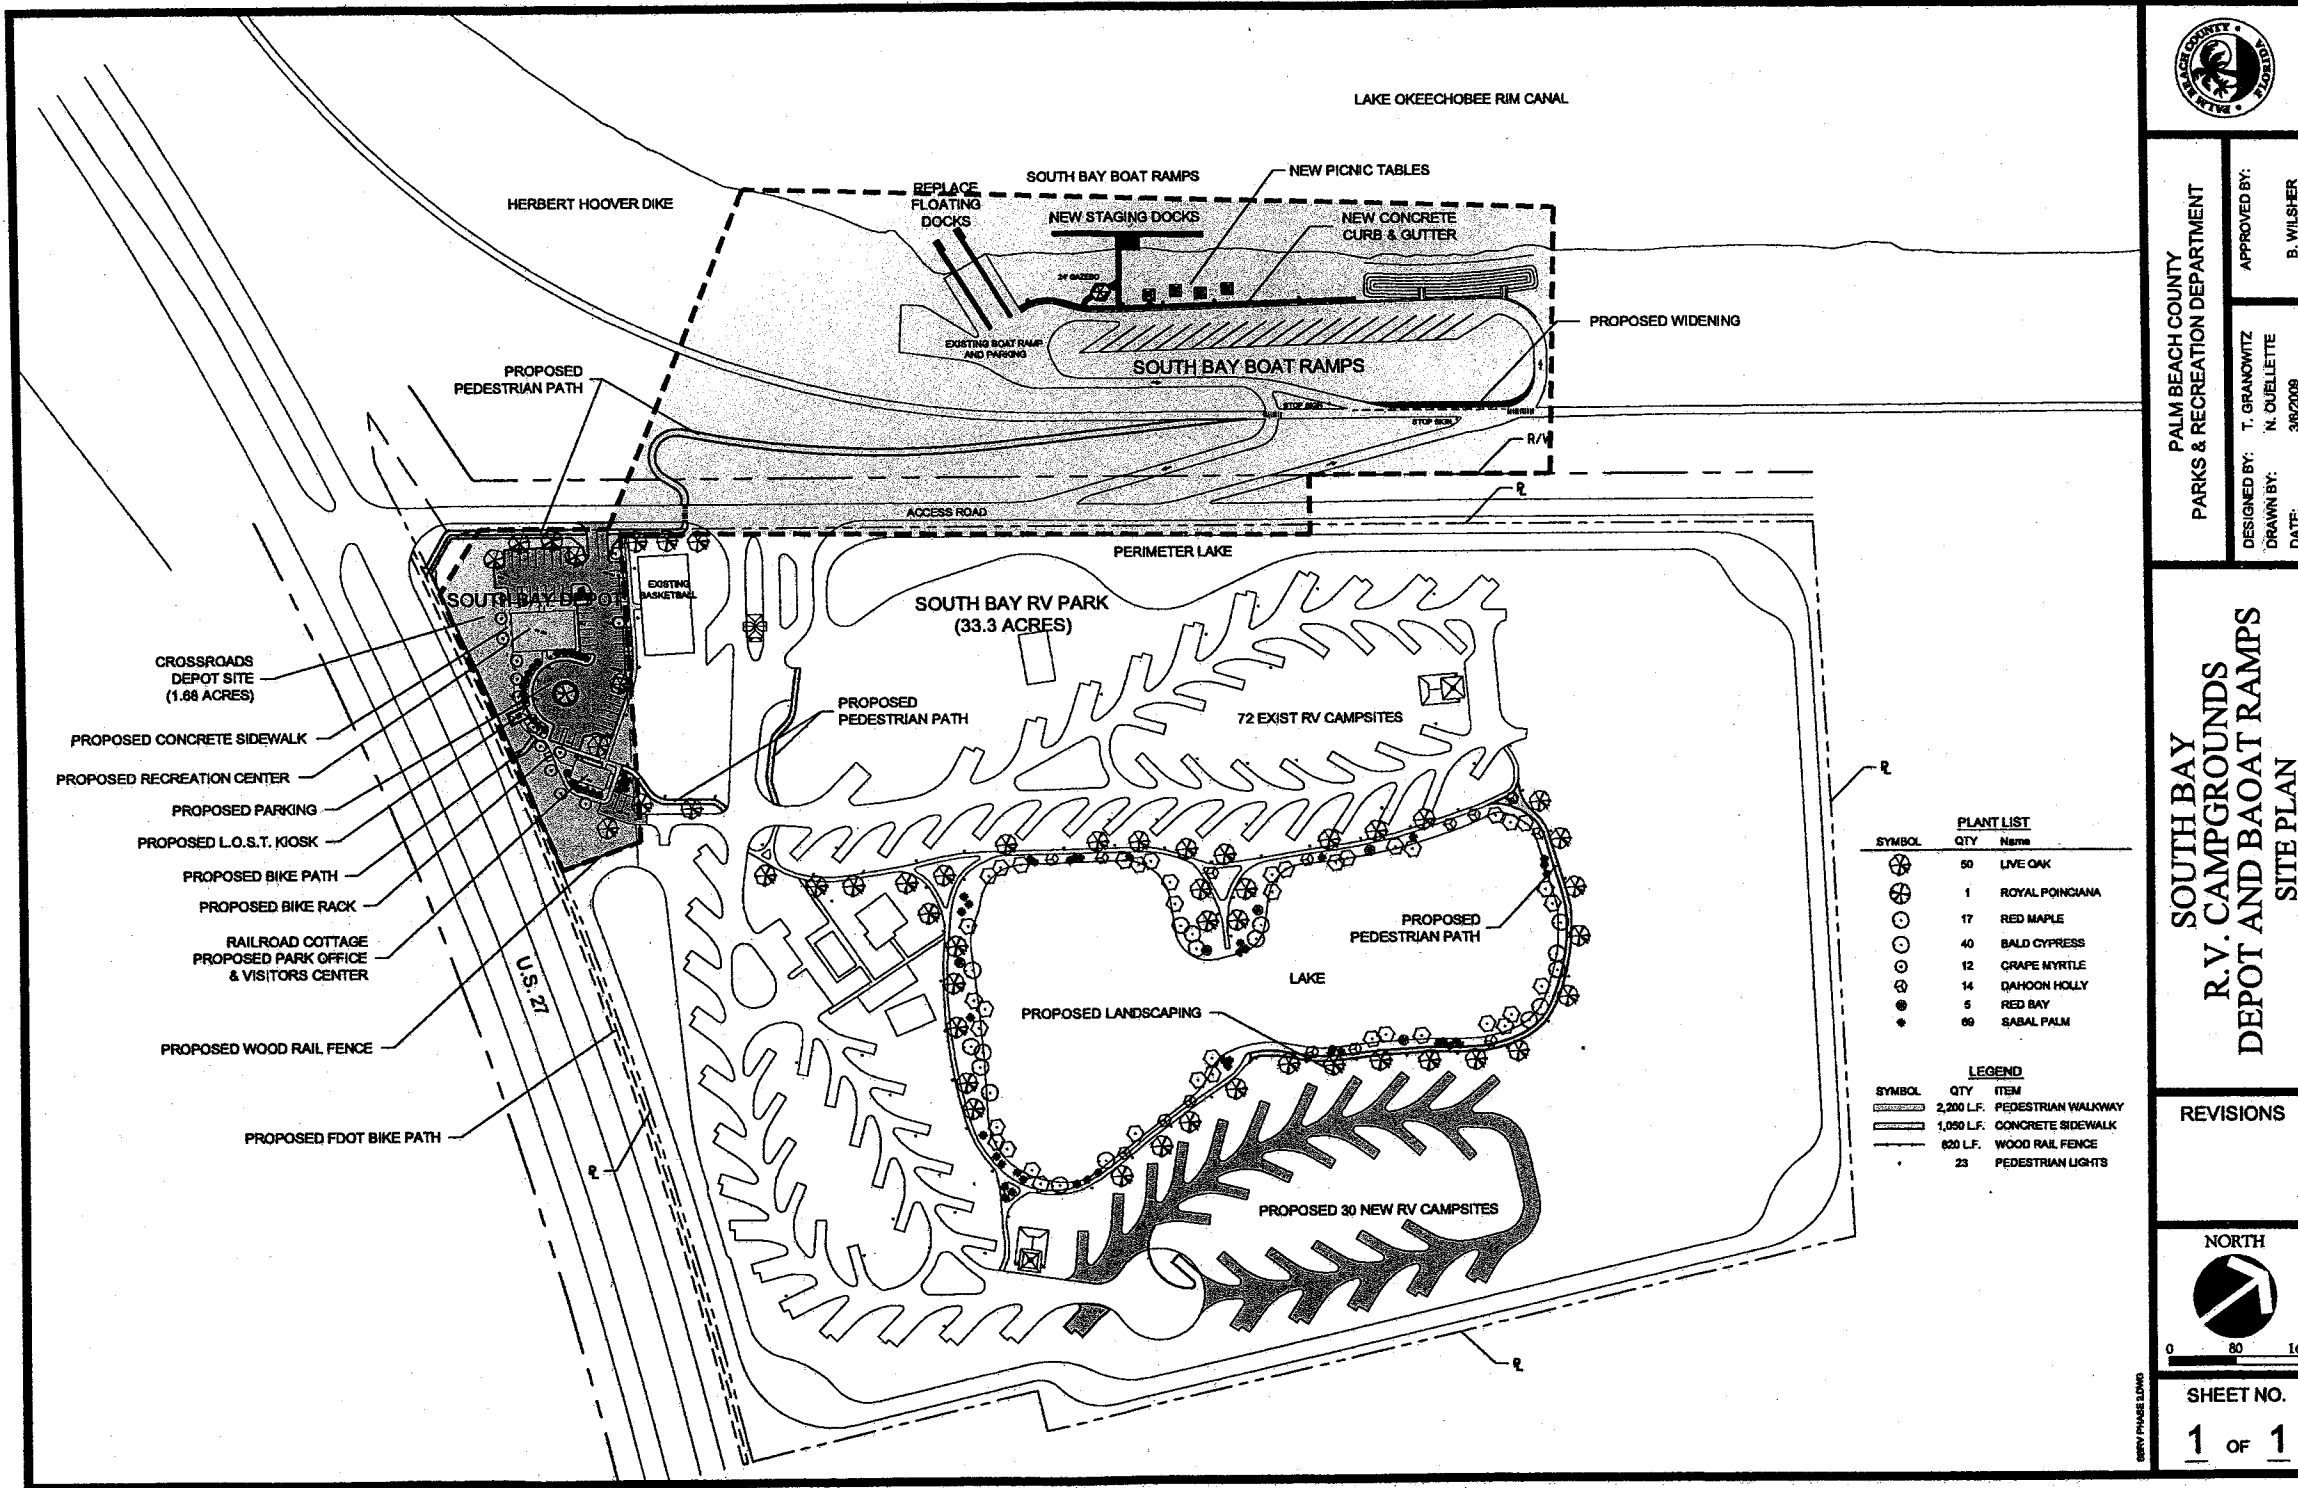 LAKE OKEECHOBEE RIM CANAL
SOUTH BAY BOAT RAMPS
NEW PICNIC TABLES
HERBERT HOOVER DIKE
REPLACE
FLOATING
DOCKS
NEW STAGING DOCKS
NEW CONCRETE
CURB & GUTTER
24' GAZEBO
EXISTING BOAT RAMP
AND PARKING
PROPOSED WIDENING
SOUTH BAY BOAT RAMPS
PROPOSED
PEDESTRIAN PATH
STOP SIGN
STOP SIGN
R/W
ACCESS ROAD
PERIMETER LAKE
EXISTING
BASKETBALL
SOUTH BAY DEPOT
SOUTH BAY RV PARK
(33.3 ACRES)
CROSSROADS
DEPOT SITE
(1.68 ACRES)
PROPOSED
PEDESTRIAN PATH
72 EXIST RV CAMPSITES
PROPOSED CONCRETE SIDEWALK
PROPOSED RECREATION CENTER
PROPOSED PARKING
PROPOSED L.O.S.T. KIOSK
PROPOSED BIKE PATH
PROPOSED BIKE RACK
RAILROAD COTTAGE
PROPOSED PARK OFFICE
& VISITORS CENTER
PROPOSED WOOD RAIL FENCE
PROPOSED FDOT BIKE PATH
U.S. 27
PROPOSED
PEDESTRIAN PATH
LAKE
PROPOSED LANDSCAPING
PROPOSED 30 NEW RV CAMPSITES
PLANT LIST
SYMBOL QTY Name
50 LIVE OAK
1 ROYAL POINCIANA
17 RED MAPLE
40 BALD CYPRESS
12 CRAPE MYRTLE
14 DAHOON HOLLY
5 RED BAY
69 SABAL PALM
LEGEND
SYMBOL QTY ITEM
2,200 L.F. PEDESTRIAN WALKWAY
1,050 L.F. CONCRETE SIDEWALK
620 L.F. WOOD RAIL FENCE
23 PEDESTRIAN LIGHTS
PALM BEACH COUNTY • FLORIDA
PALM BEACH COUNTY
PARKS & RECREATION DEPARTMENT
APPROVED BY: B. WILSHER
DESIGNED BY: T. GRANOWITZ
DRAWN BY: N. OUELLETTE
DATE: 3/6/2009
SOUTH BAY
R.V. CAMPGROUNDS
DEPOT AND BAOAT RAMPS
SITE PLAN
REVISIONS
NORTH
0 80
SHEET NO.
1 OF 1